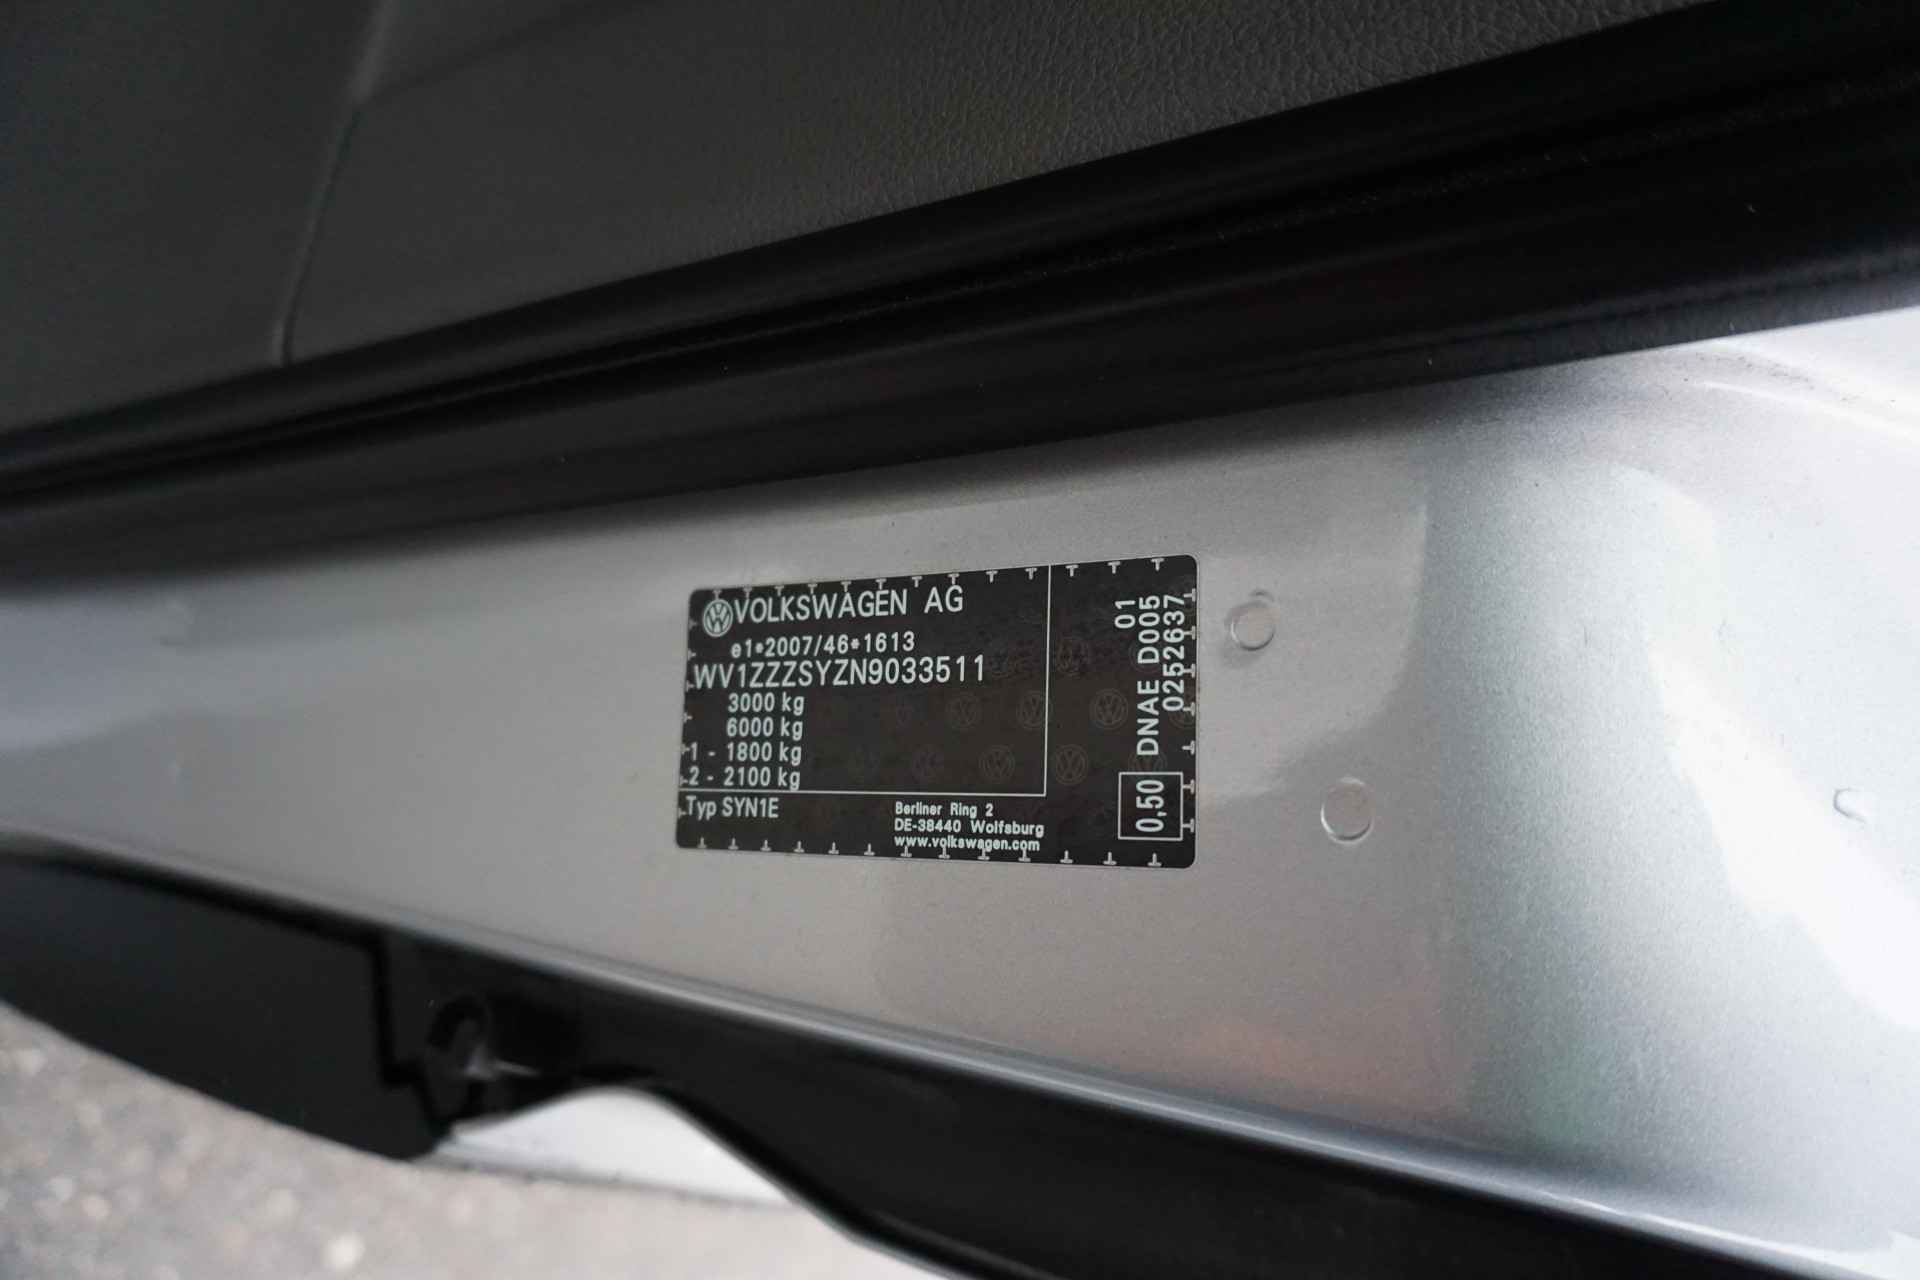 VOLKSWAGEN AG
e1*2007/46*1613
WV1ZZZSYZN9033511
3000 kg
6000 kg
1 - 1800 kg
2 - 2100 kg
Typ SYN1E
Berliner Ring 2
DE-38440 Wolfsburg
www.volkswagen.com
01
DNAE D005
0252637
0,50